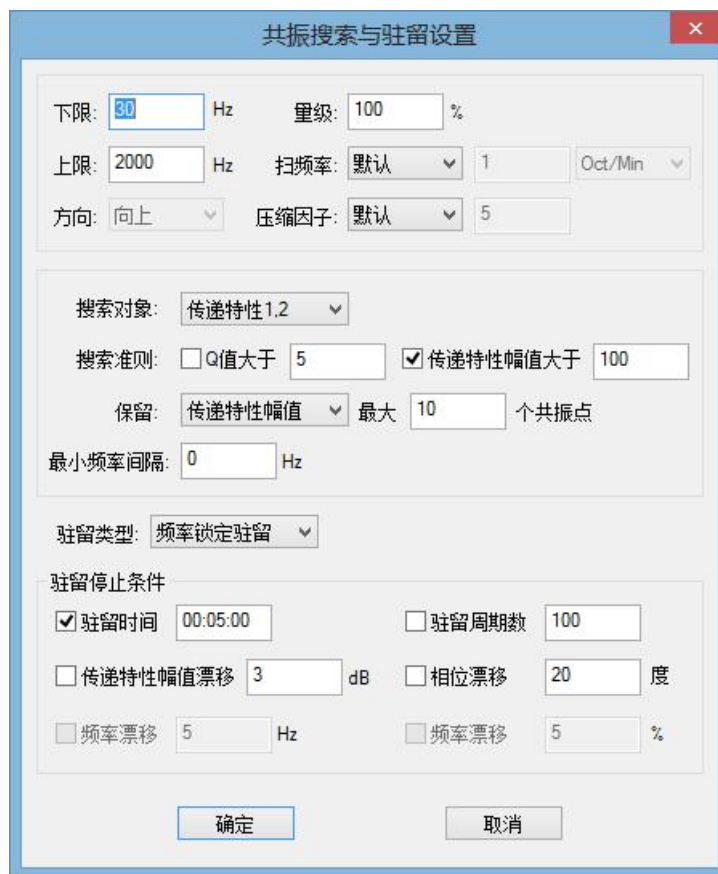 共振搜索与驻留设置
下限: 30 Hz 量级: 100 %
上限: 2000 Hz 扫频率: 默认 1 Oct/Min
方向: 向上 压缩因子: 默认 5
搜索对象: 传递特性1,2
搜索准则: Q值大于 5 传递特性幅值大于 100
保留: 传递特性幅值 最大 10 个共振点
最小频率间隔: 0 Hz
驻留类型: 频率锁定驻留
驻留停止条件
驻留时间 00:05:00 驻留周期数 100
传递特性幅值漂移 3 dB 相位漂移 20 度
频率漂移 5 Hz 频率漂移 5 %
确定 取消